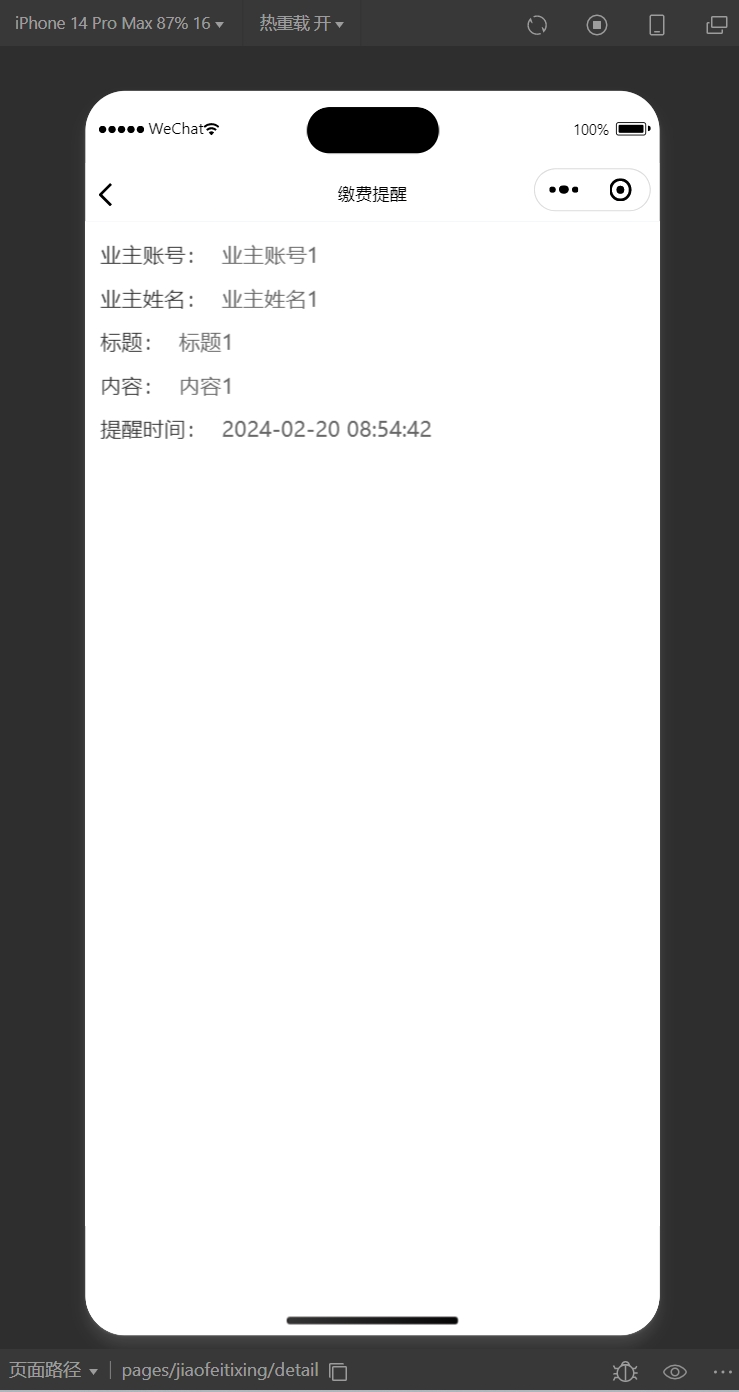 iPhone 14 Pro Max 87% 16 热重载 开
WeChat 100%
缴费提醒
业主账号： 业主账号1
业主姓名： 业主姓名1
标题： 标题1
内容： 内容1
提醒时间： 2024-02-20 08:54:42
页面路径 pages/jiaofeitixing/detail